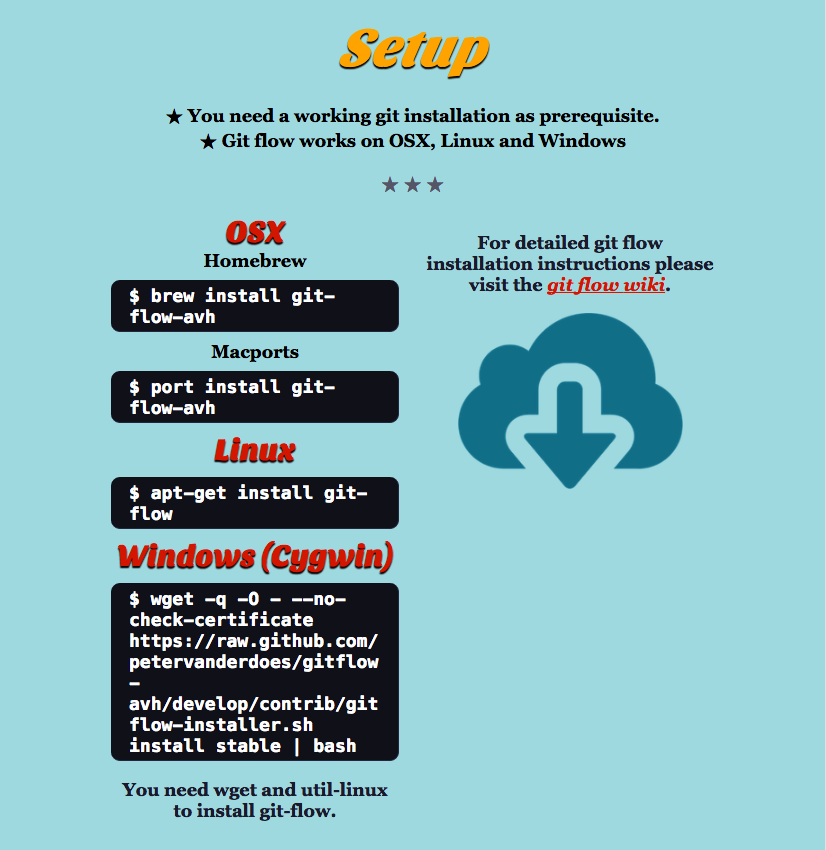 Setup
★ You need a working git installation as prerequisite.
★ Git flow works on OSX, Linux and Windows
★ ★ ★
OSX
Homebrew
$ brew install git-
flow-avh
Macports
$ port install git-
flow-avh
Linux
$ apt-get install git-
flow
Windows (Cygwin)
$ wget -q -O - --no-
check-certificate
https://raw.github.com/
petervanderdoes/gitflow
-
avh/develop/contrib/git
flow-installer.sh
install stable | bash
You need wget and util-linux
to install git-flow.
For detailed git flow
installation instructions please
visit the git flow wiki.